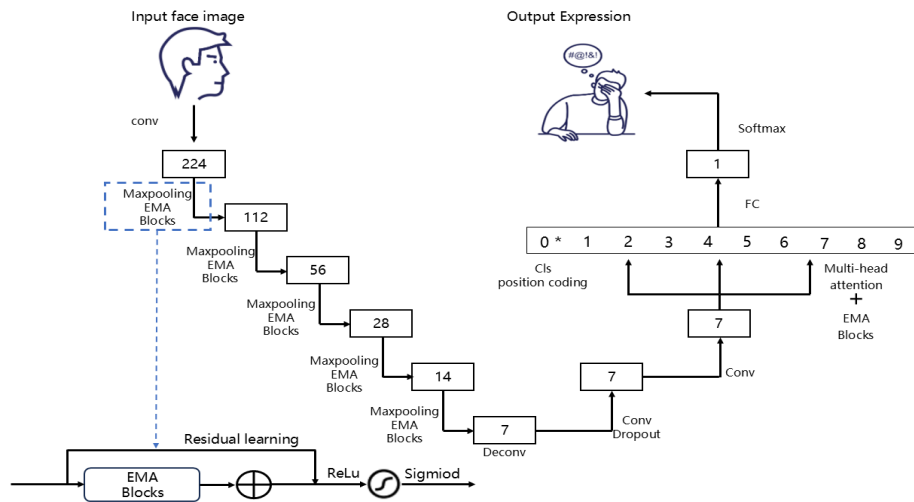 Input face image
Output Expression
#@!&!
conv
Softmax
224
1
Maxpooling
EMA
Blocks
FC
112
0 * 1 2 3 4 5 6 7 8 9
Maxpooling
EMA
Blocks
56
Cls
position coding
Multi-head
attention
+
EMA
Blocks
Maxpooling
EMA
Blocks
28
7
Maxpooling
EMA
Blocks
14
7
Conv
Maxpooling
EMA
Blocks
7
Deconv
Conv
Dropout
Residual learning
EMA
Blocks
ReLu
Sigmiod